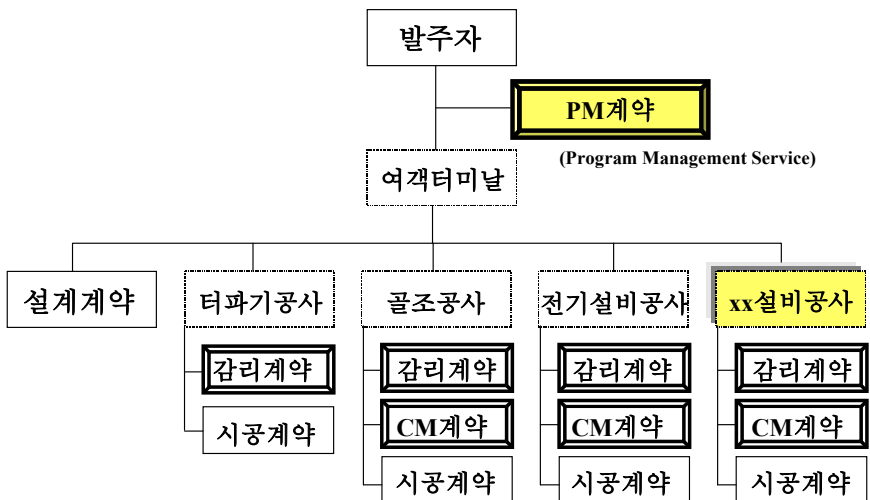 발주자
PM계약
(Program Management Service)
여객터미날
설계계약
터파기공사
골조공사
전기설비공사
xx설비공사
감리계약
감리계약
감리계약
감리계약
시공계약
CM계약
CM계약
CM계약
시공계약
시공계약
시공계약